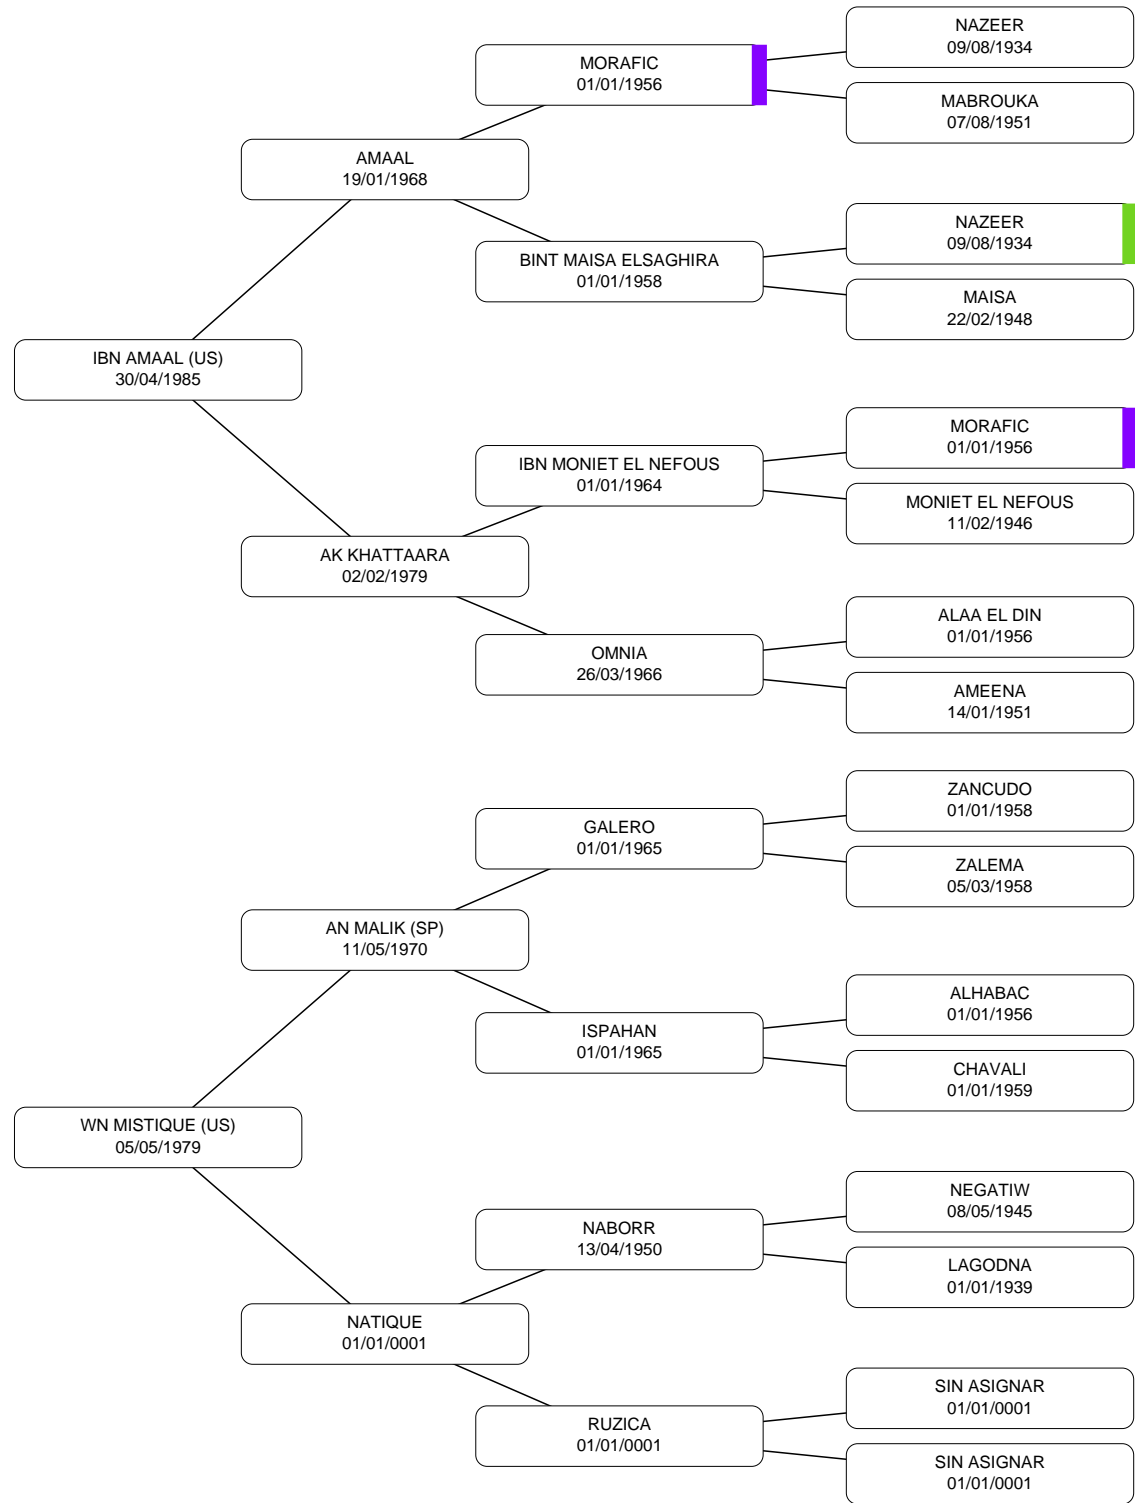 NAZEER
09/08/1934
MORAFIC
01/01/1956
MABROUKA
07/08/1951
AMAAL
19/01/1968
NAZEER
09/08/1934
BINT MAISA ELSAGHIRA
01/01/1958
MAISA
22/02/1948
IBN AMAAL (US)
30/04/1985
MORAFIC
01/01/1956
IBN MONIET EL NEFOUS
01/01/1964
MONIET EL NEFOUS
11/02/1946
AK KHATTAARA
02/02/1979
ALAA EL DIN
01/01/1956
OMNIA
26/03/1966
AMEENA
14/01/1951
ZANCUDO
01/01/1958
GALERO
01/01/1965
ZALEMA
05/03/1958
AN MALIK (SP)
11/05/1970
ALHABAC
01/01/1956
ISPAHAN
01/01/1965
CHAVALI
01/01/1959
WN MISTIQUE (US)
05/05/1979
NEGATIW
08/05/1945
NABORR
13/04/1950
LAGODNA
01/01/1939
NATIQUE
01/01/0001
SIN ASIGNAR
01/01/0001
RUZICA
01/01/0001
SIN ASIGNAR
01/01/0001